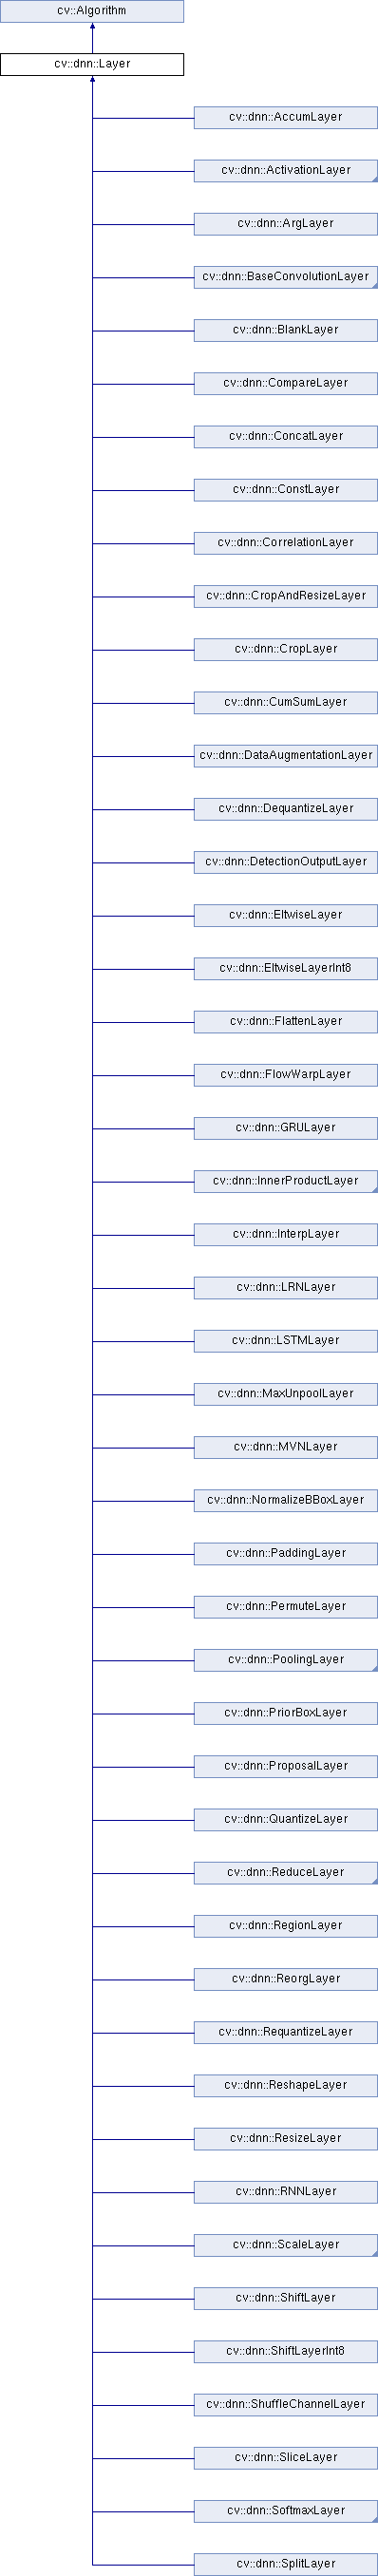 cv::Algorithm
cv::dnn::Layer
cv::dnn::AccumLayer
cv::dnn::ActivationLayer
cv::dnn::ArgLayer
cv::dnn::BaseConvolutionLayer
cv::dnn::BlankLayer
cv::dnn::CompareLayer
cv::dnn::ConcatLayer
cv::dnn::ConstLayer
cv::dnn::CorrelationLayer
cv::dnn::CropAndResizeLayer
cv::dnn::CropLayer
cv::dnn::CumSumLayer
cv::dnn::DataAugmentationLayer
cv::dnn::DequantizeLayer
cv::dnn::DetectionOutputLayer
cv::dnn::EltwiseLayer
cv::dnn::EltwiseLayerInt8
cv::dnn::FlattenLayer
cv::dnn::FlowWarpLayer
cv::dnn::GRULayer
cv::dnn::InnerProductLayer
cv::dnn::InterpLayer
cv::dnn::LRNLayer
cv::dnn::LSTMLayer
cv::dnn::MaxUnpoolLayer
cv::dnn::MVNLayer
cv::dnn::NormalizeBBoxLayer
cv::dnn::PaddingLayer
cv::dnn::PermuteLayer
cv::dnn::PoolingLayer
cv::dnn::PriorBoxLayer
cv::dnn::ProposalLayer
cv::dnn::QuantizeLayer
cv::dnn::ReduceLayer
cv::dnn::RegionLayer
cv::dnn::ReorgLayer
cv::dnn::RequantizeLayer
cv::dnn::ReshapeLayer
cv::dnn::ResizeLayer
cv::dnn::RNNLayer
cv::dnn::ScaleLayer
cv::dnn::ShiftLayer
cv::dnn::ShiftLayerInt8
cv::dnn::ShuffleChannelLayer
cv::dnn::SliceLayer
cv::dnn::SoftmaxLayer
cv::dnn::SplitLayer